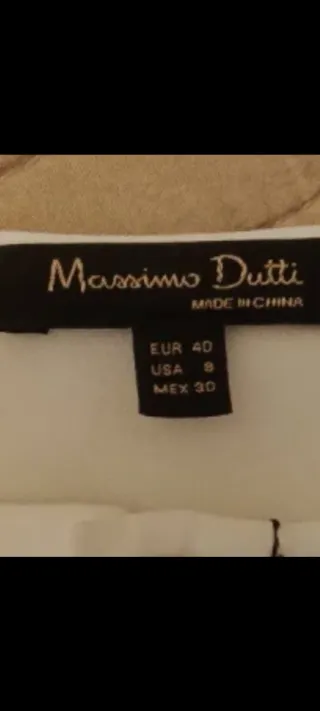 Massimo Dutti
MADE IN CHINA
EUR 40
USA 8
MEX 30